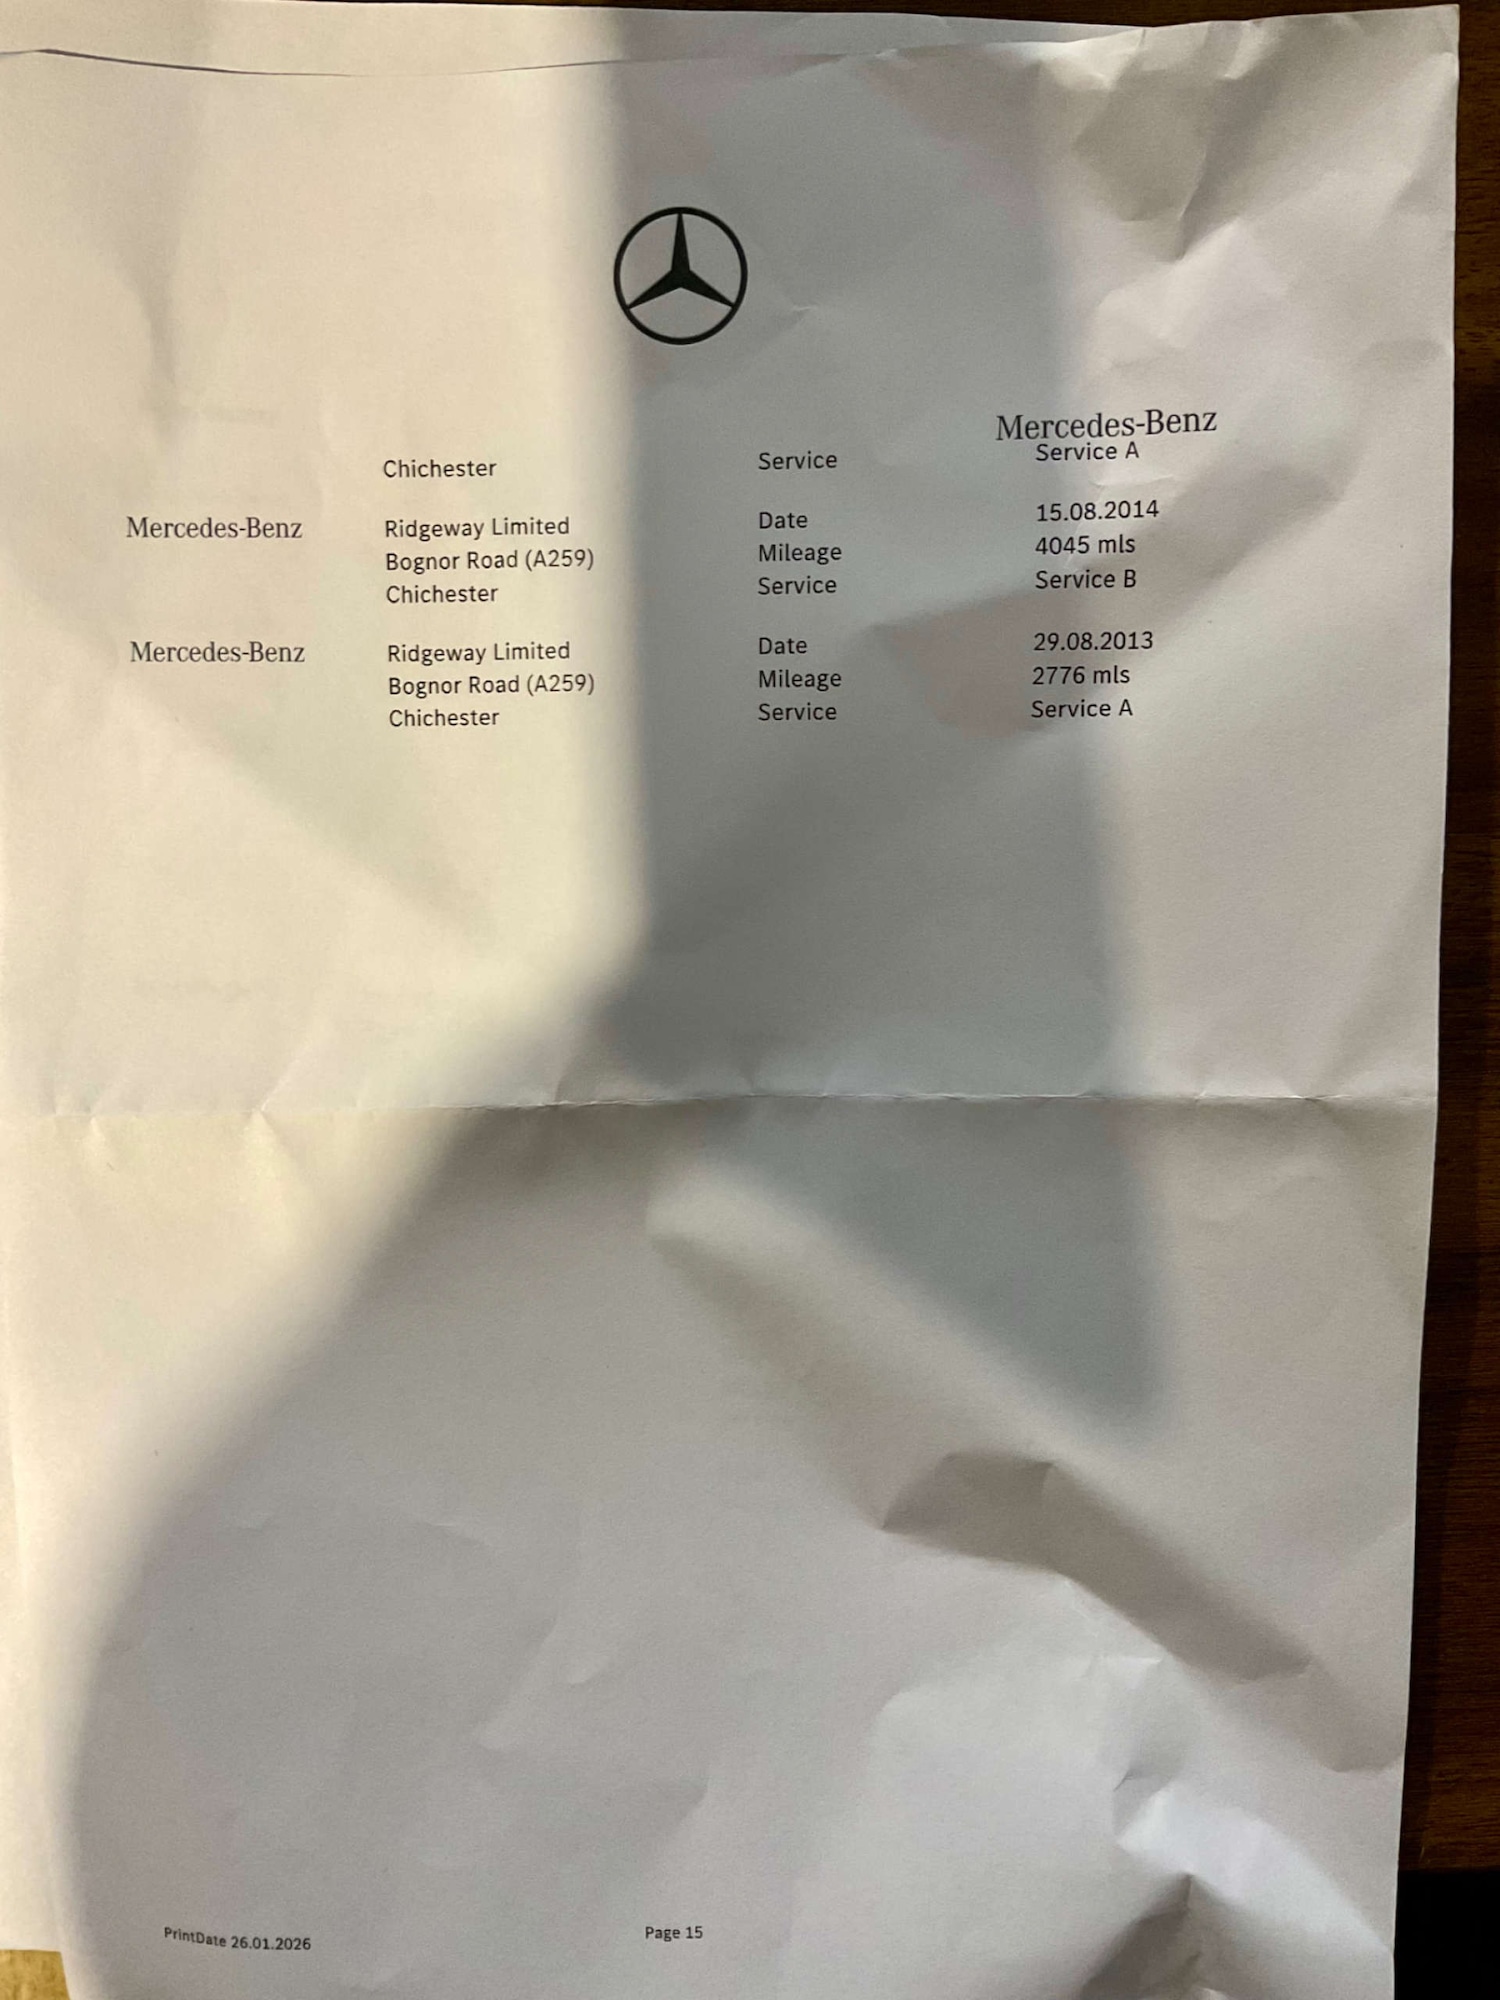 Mercedes-Benz
Chichester Service Service A
Mercedes-Benz Ridgeway Limited Date 15.08.2014
Bognor Road (A259) Mileage 4045 mls
Chichester Service Service B
Mercedes-Benz Ridgeway Limited Date 29.08.2013
Bognor Road (A259) Mileage 2776 mls
Chichester Service Service A
PrintDate 26.01.2026 Page 15